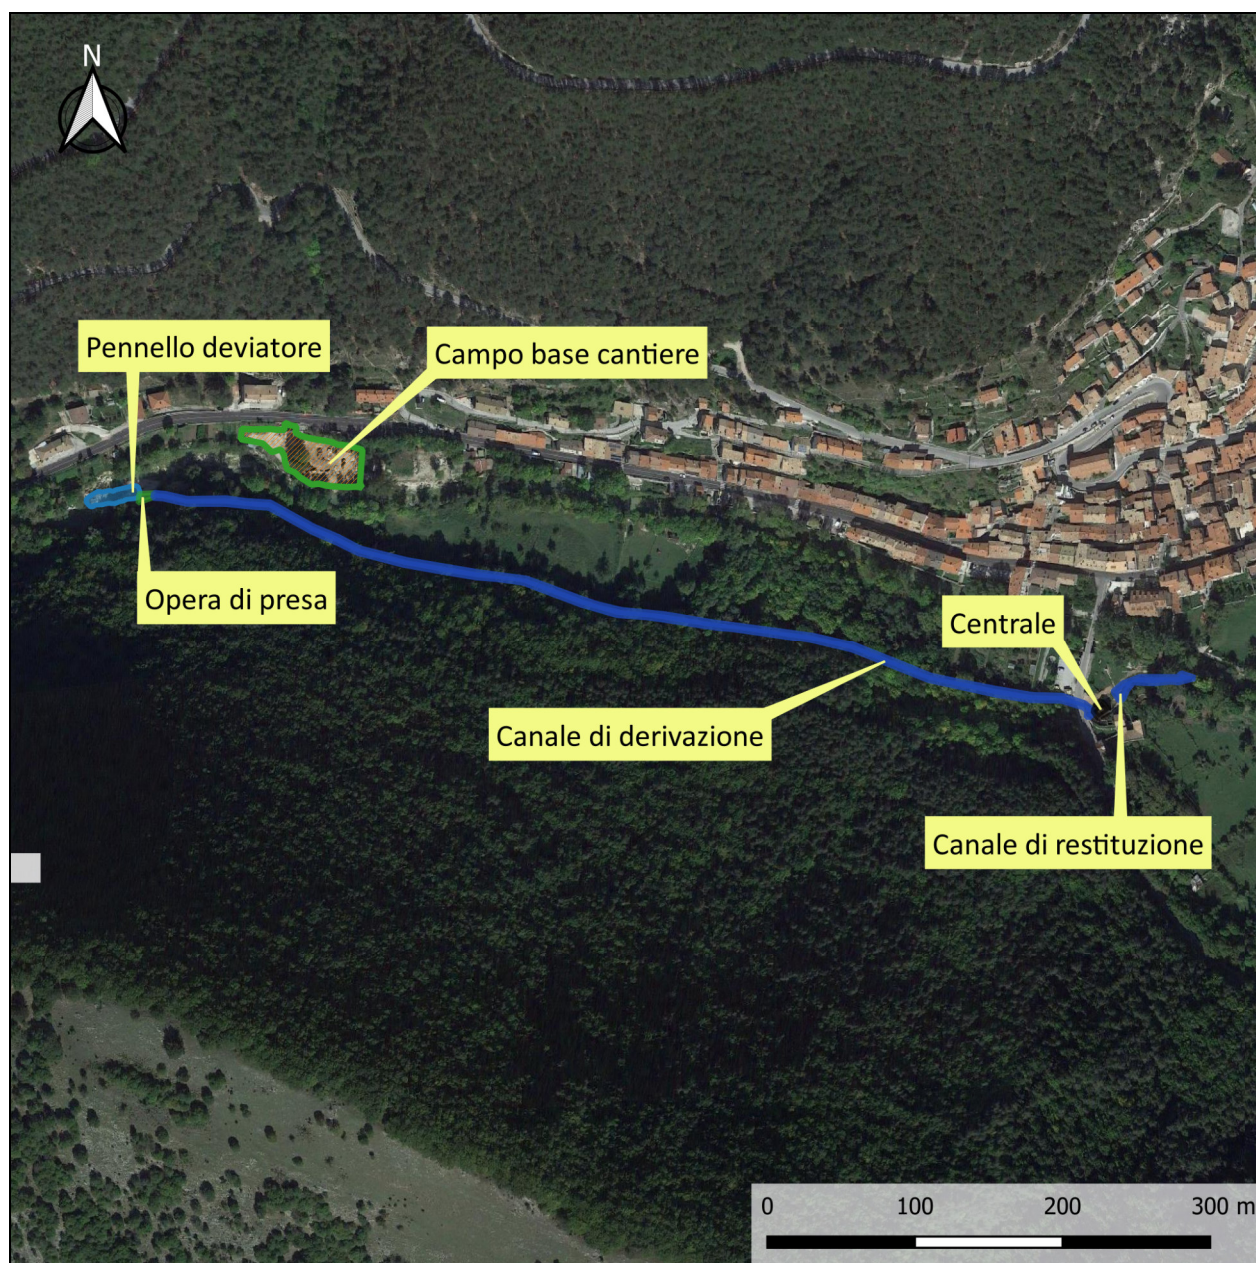 N
Pennello deviatore
Campo base cantiere
Opera di presa
Centrale
Canale di derivazione
Canale di restituzione
0 100 200 300 m